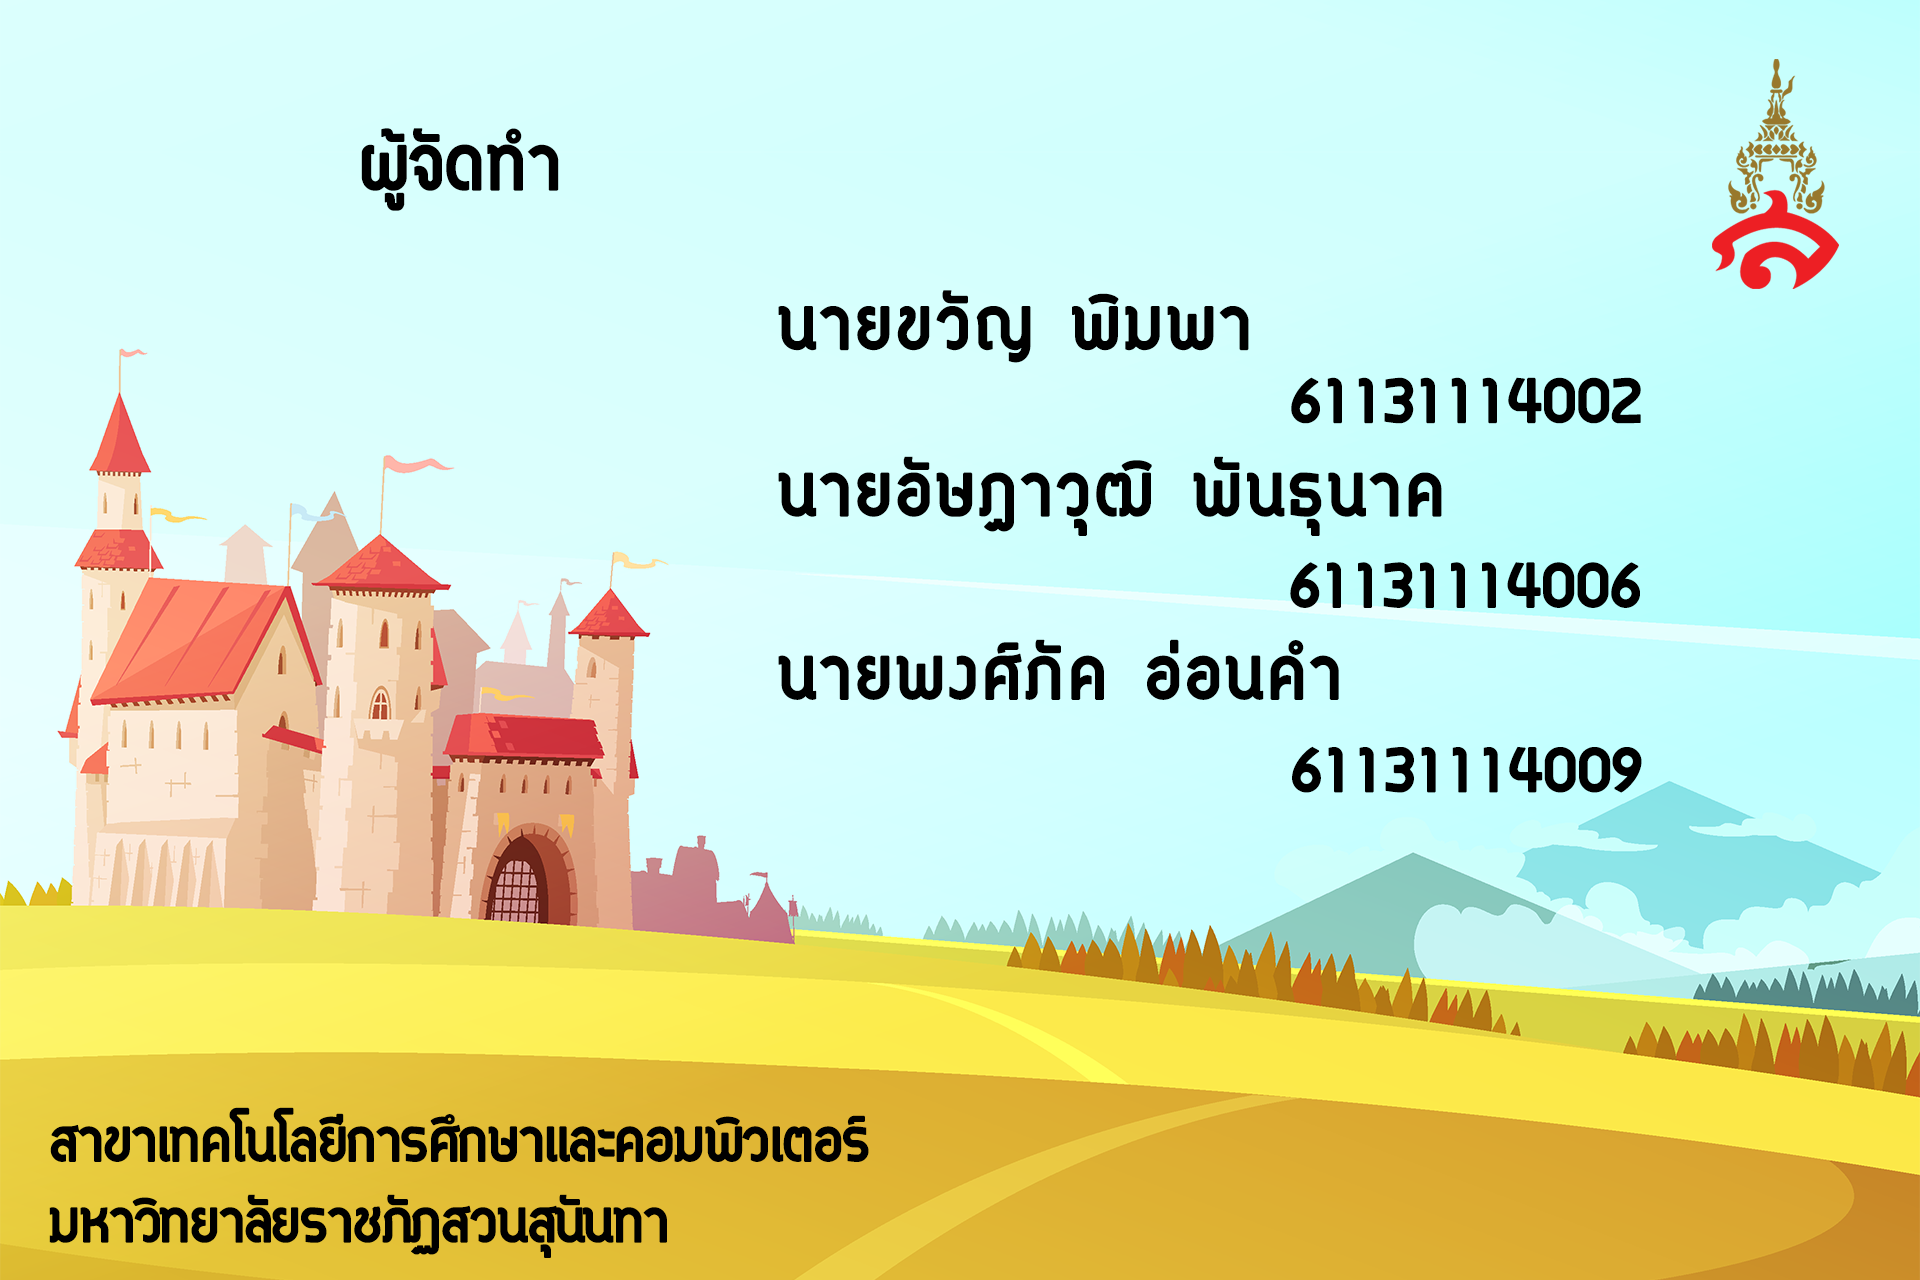 ผู้จัดทำ
นายขวัญ พิมพา
61131114002
นายอัษฎาวุฒิ พันธุนาค
61131114006
นายพงศ์ภัค อ่อนคำ
61131114009
สาขาเทคโนโลยีการศึกษาและคอมพิวเตอร์
มหาวิทยาลัยราชภัฏสวนสุนันทา